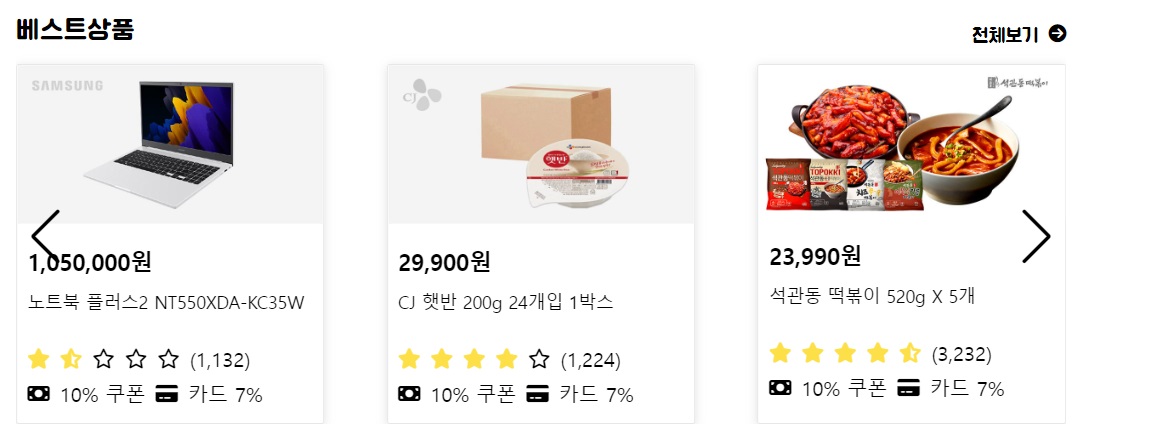 베스트상품
전체보기
SAMSUNG
1,050,000원
노트북 플러스2 NT550XDA-KC35W
(1,132)
10% 쿠폰 카드 7%
CJ
햇반
29,900원
CJ 햇반 200g 24개입 1박스
(1,224)
10% 쿠폰 카드 7%
석관동떡볶이
TOPOKKI
23,990원
석관동 떡볶이 520g X 5개
(3,232)
10% 쿠폰 카드 7%